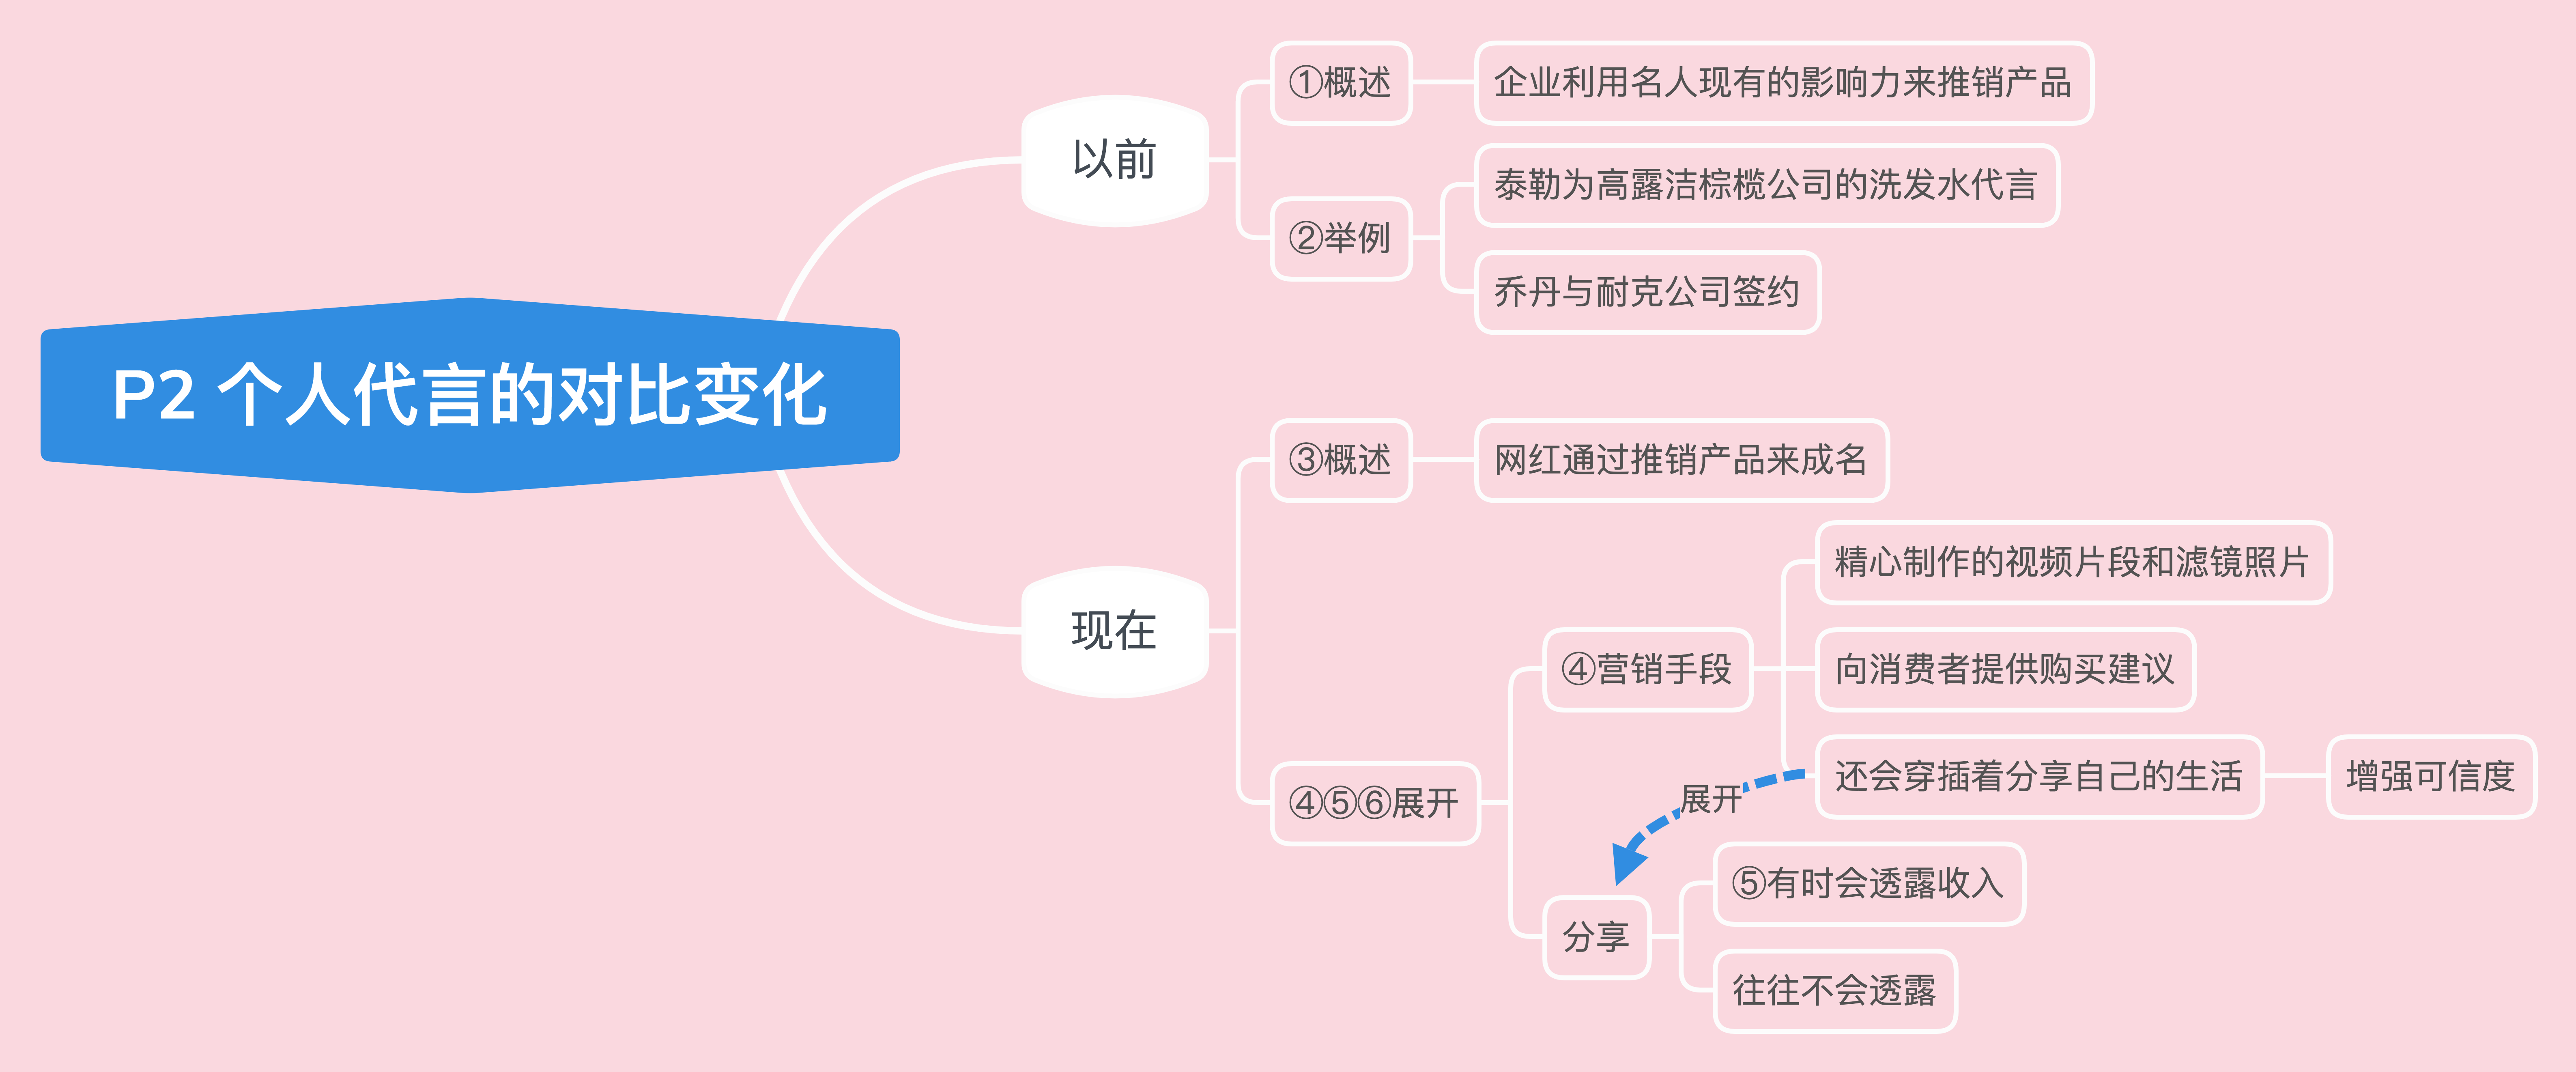 P2 个人代言的对比变化
以前
①概述
企业利用名人现有的影响力来推销产品
②举例
泰勒为高露洁棕榄公司的洗发水代言
乔丹与耐克公司签约
现在
③概述
网红通过推销产品来成名
④⑤⑥展开
④营销手段
精心制作的视频片段和滤镜照片
向消费者提供购买建议
还会穿插着分享自己的生活
增强可信度
展开
分享
⑤有时会透露收入
往往不会透露